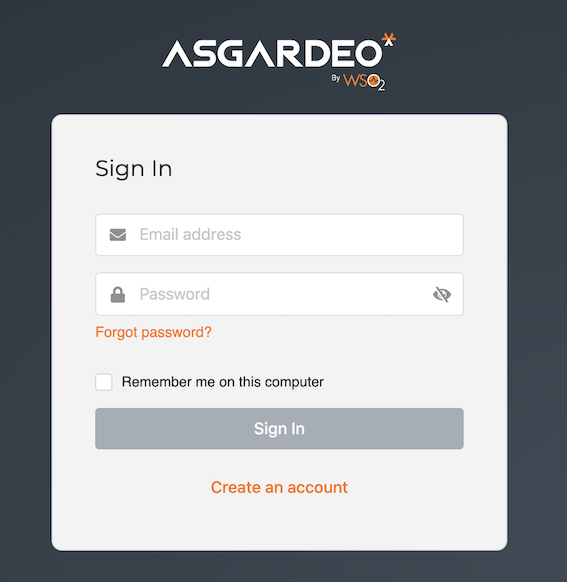 ASGARDEO
By WSO2
Sign In
Email address
Password
Forgot password?
Remember me on this computer
Sign In
Create an account